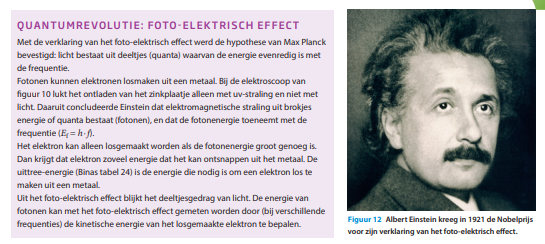 QUANTUMREVOLUTIE: FOTO-ELEKTRISCH EFFECT
Met de verklaring van het foto-elektrisch effect werd de hypothese van Max Planck
bevestigd: licht bestaat uit deeltjes (quanta) waarvan de energie evenredig is met
de frequentie.
Fotonen kunnen elektronen losmaken uit een metaal. Bij de elektroscoop van
figuur 10 lukt het ontladen van het zinkplaatje alleen met uv-straling en niet met
licht. Daaruit concludeerde Einstein dat elektromagnetische straling uit brokjes
energie of quanta bestaat (fotonen), en dat de fotonenergie toeneemt met de
frequentie (Ef = h · f).
Het elektron kan alleen losgemaakt worden als de fotonenergie groot genoeg is.
Dan krijgt dat elektron zoveel energie dat het kan ontsnappen uit het metaal. De
uittree-energie (Binas tabel 24) is de energie die nodig is om een elektron los te
maken uit een metaal.
Uit het foto-elektrisch effect blijkt het deeltjesgedrag van licht. De energie van
fotonen kan met het foto-elektrisch effect gemeten worden door (bij verschillende
frequenties) de kinetische energie van het losgemaakte elektron te bepalen.
Figuur 12 Albert Einstein kreeg in 1921 de Nobelprijs
voor zijn verklaring van het foto-elektrisch effect.